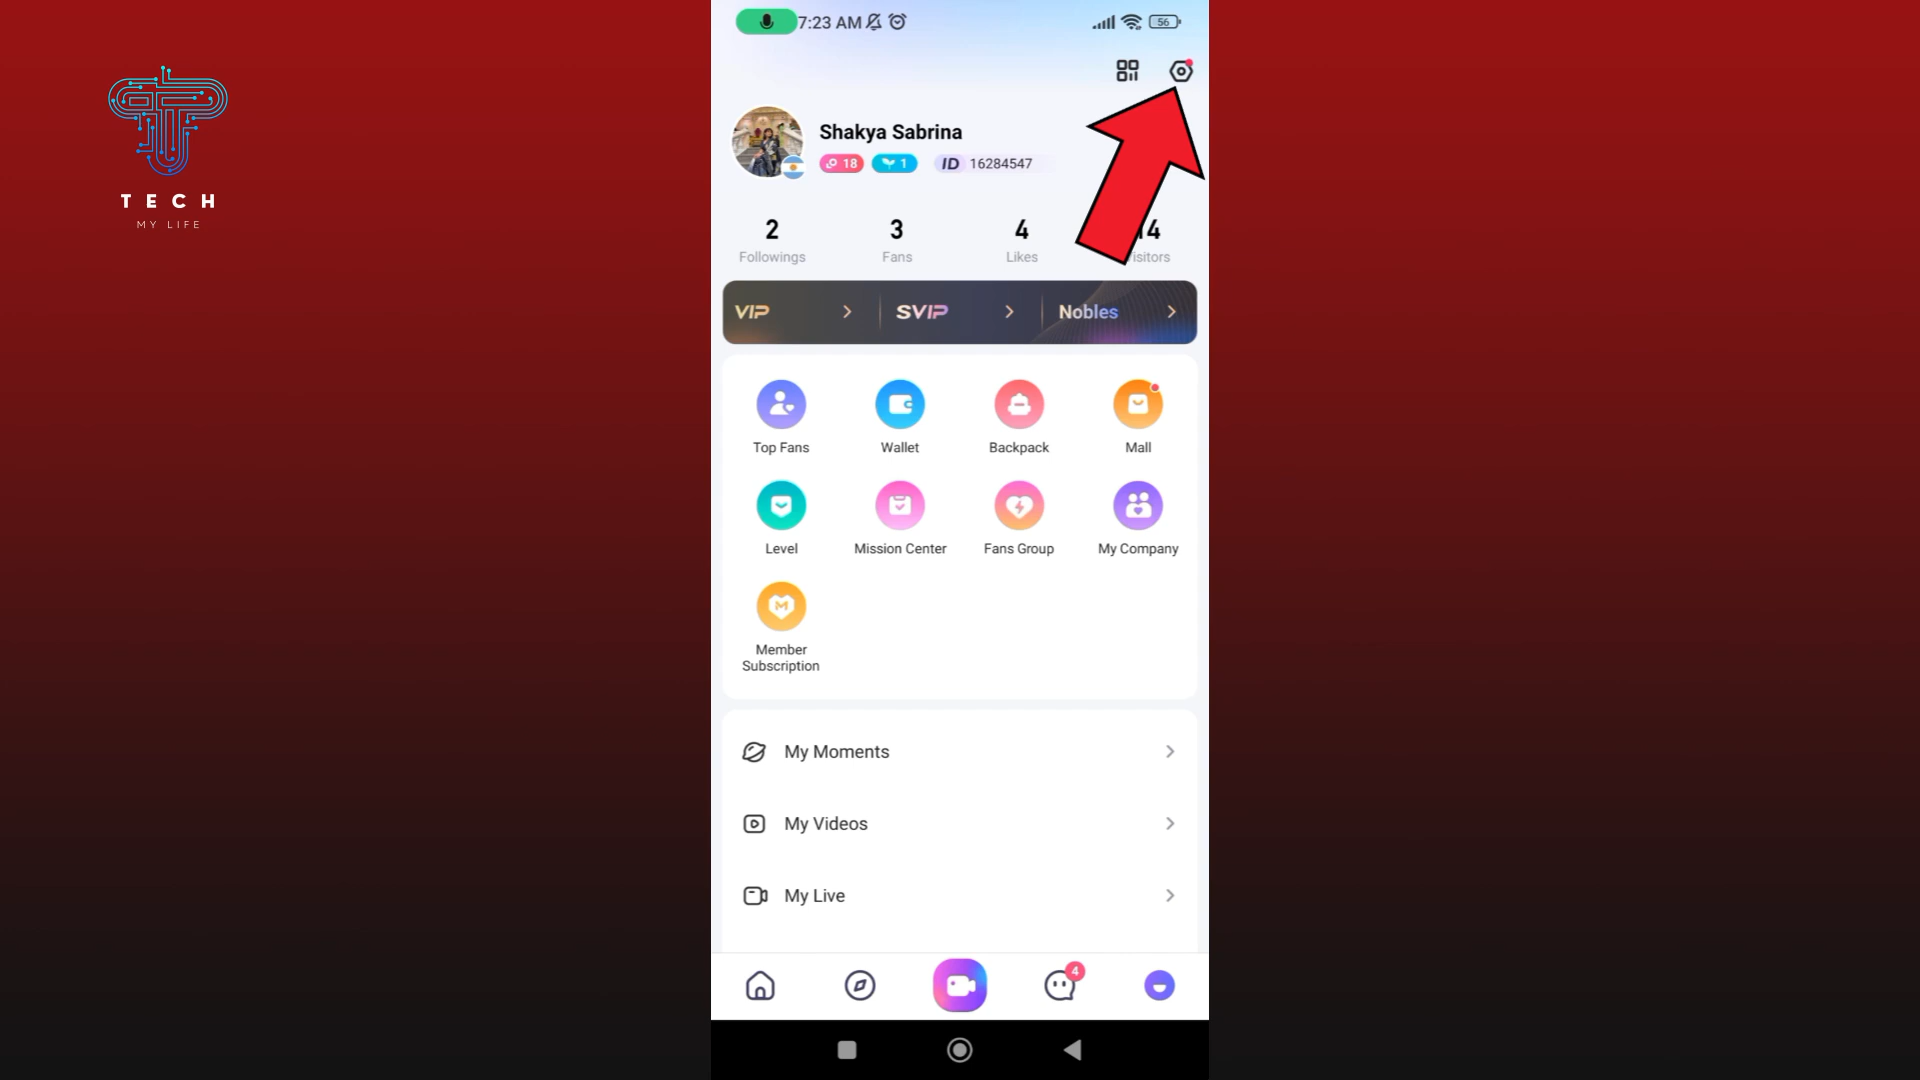 TECH
MY LIFE
7:23 AM
56
Shakya Sabrina
18
1
ID 16284547
2
3
4
14
Followings
Fans
Likes
isitors
VIP
SVIP
Nobles
Top Fans
Wallet
Backpack
Mall
Level
Mission Center
Fans Group
My Company
Member
Subscription
My Moments
My Videos
My Live
4